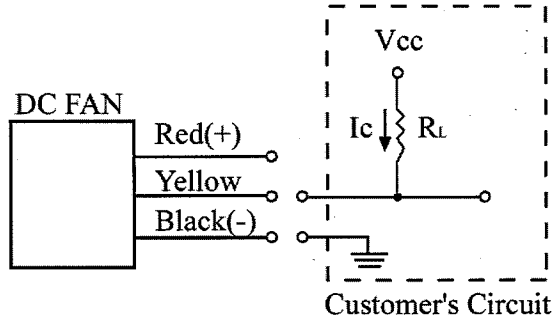 Vcc
DC FAN
Ic
RL
Red(+)
Yellow
Black(-)
Customer's Circuit